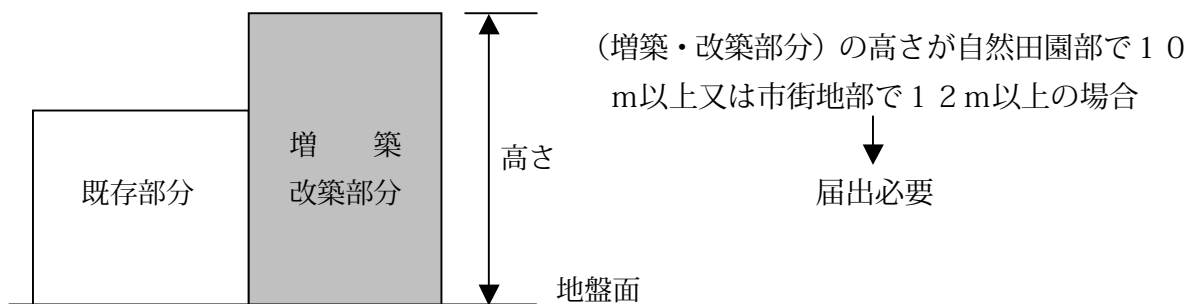 （増築・改築部分）の高さが自然田園部で１０
ｍ以上又は市街地部で１２ｍ以上の場合
届出必要
増　築
改築部分
既存部分
高さ
地盤面